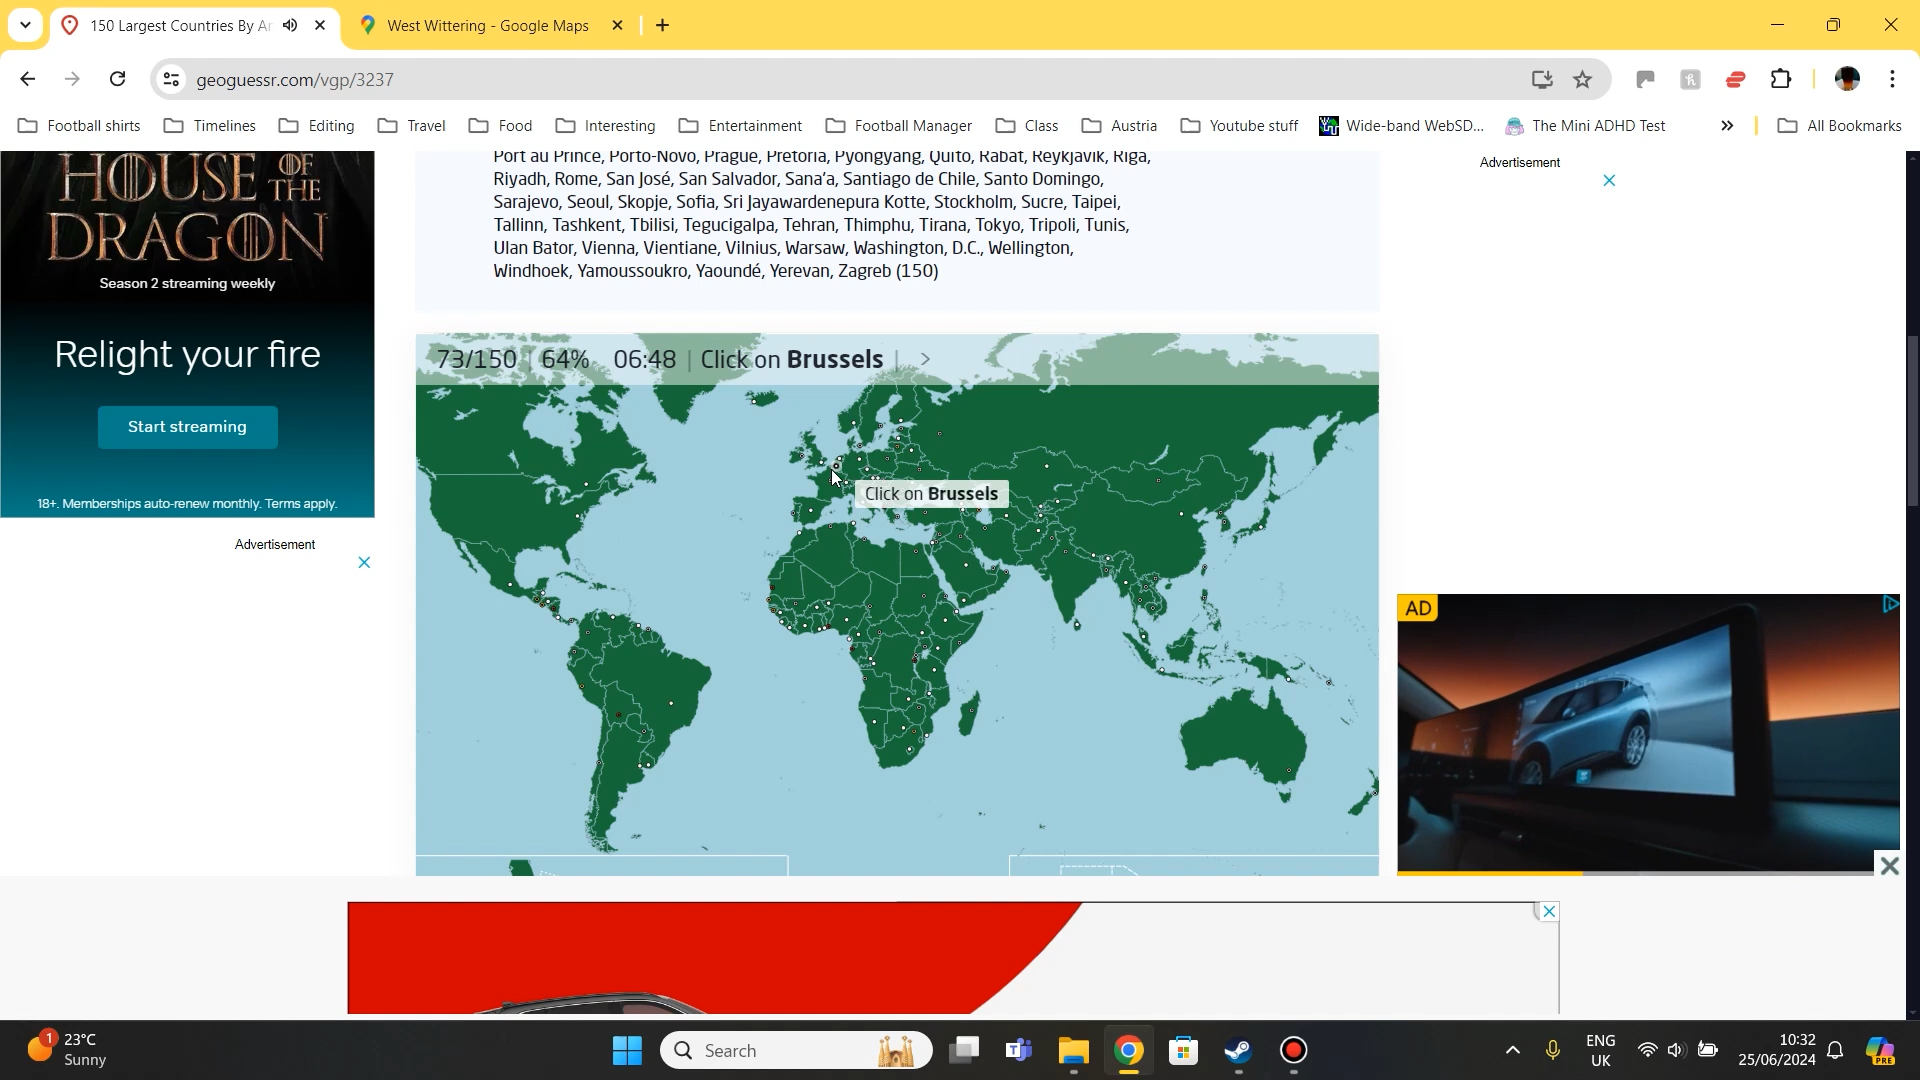 150 Largest Countries By Ar
West Wittering - Google Maps
geoguessr.com/vgp/3237
Football shirts
Timelines
Editing
Travel
Food
Interesting
Entertainment
Football Manager
Class
Austria
Youtube stuff
Wide-band WebSD...
The Mini ADHD Test
All Bookmarks
HOUSE OF THE
DRAGON
Season 2 streaming weekly
Relight your fire
Start streaming
18+. Memberships auto-renew monthly. Terms apply.
Advertisement
Port au Prince, Porto-Novo, Prague, Pretoria, Pyongyang, Quito, Rabat, Reykjavík, Riga,
Riyadh, Rome, San José, San Salvador, Sana'a, Santiago de Chile, Santo Domingo,
Sarajevo, Seoul, Skopje, Sofia, Sri Jayawardenepura Kotte, Stockholm, Sucre, Taipei,
Tallinn, Tashkent, Tbilisi, Tegucigalpa, Tehran, Thimphu, Tirana, Tokyo, Tripoli, Tunis,
Ulan Bator, Vienna, Vientiane, Vilnius, Warsaw, Washington, D.C., Wellington,
Windhoek, Yamoussoukro, Yaoundé, Yerevan, Zagreb (150)
73/150 | 64% 06:48 | Click on Brussels | >
Click on Brussels
Advertisement
AD
1
23°C
Sunny
Search
ENG
UK
10:32
25/06/2024
PRE